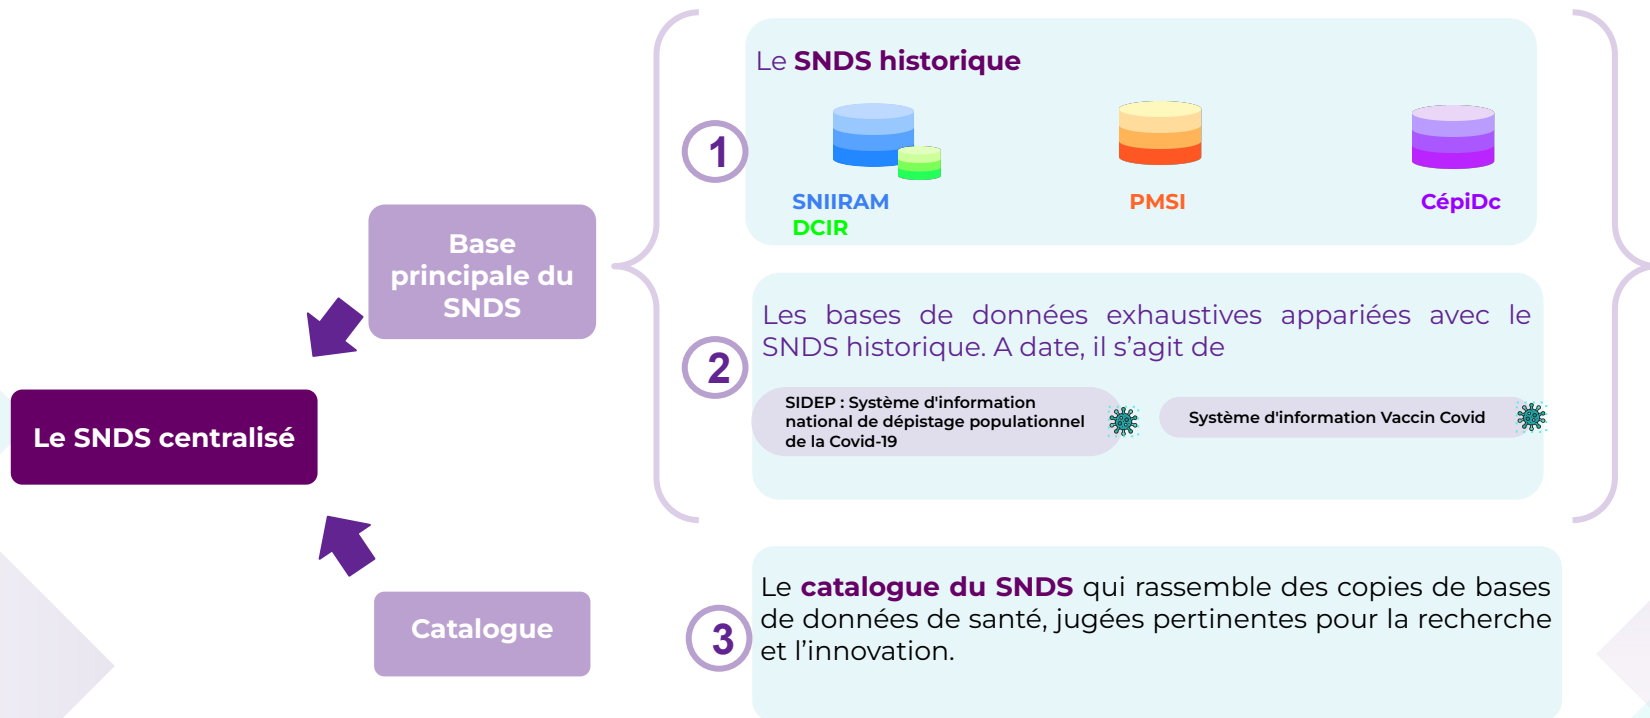 Le SNDS historique
1
SNIIRAM
DCIR
PMSI
CépiDc
Base
principale du
SNDS
Les bases de données exhaustives appariées avec le
SNDS historique. A date, il s’agit de
2
SIDEP : Système d'information
national de dépistage populationnel
de la Covid-19
Système d'information Vaccin Covid
Le SNDS centralisé
Catalogue
3
Le catalogue du SNDS qui rassemble des copies de bases
de données de santé, jugées pertinentes pour la recherche
et l’innovation.